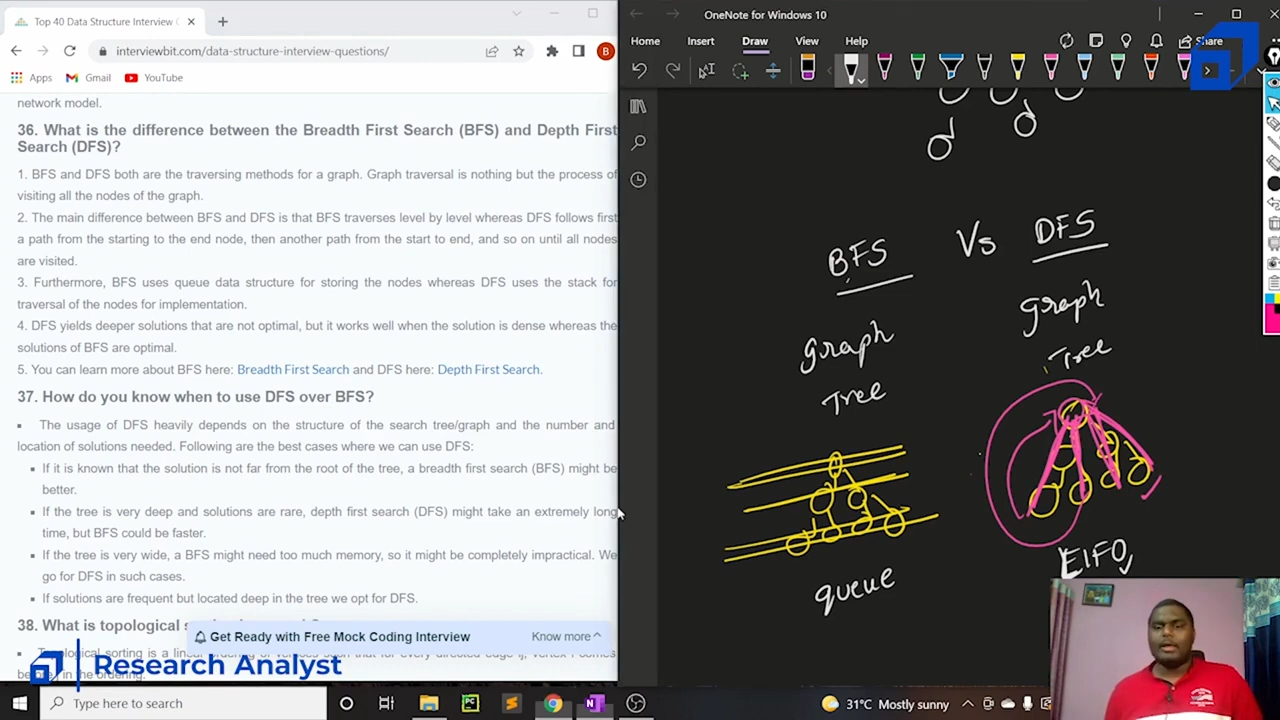 Top 40 Data Structure Interview
interviewbit.com/data-structure-interview-questions/
B
Apps
Gmail
YouTube
network model.
36. What is the difference between the Breadth First Search (BFS) and Depth First
Search (DFS)?
1. BFS and DFS both are the traversing methods for a graph. Graph traversal is nothing but the process of
visiting all the nodes of the graph.
2. The main difference between BFS and DFS is that BFS traverses level by level whereas DFS follows first
a path from the starting to the end node, then another path from the start to end, and so on until all nodes
are visited.
3. Furthermore, BFS uses queue data structure for storing the nodes whereas DFS uses the stack for
traversal of the nodes for implementation.
4. DFS yields deeper solutions that are not optimal, but it works well when the solution is dense whereas the
solutions of BFS are optimal.
5. You can learn more about BFS here: Breadth First Search and DFS here: Depth First Search.
37. How do you know when to use DFS over BFS?
The usage of DFS heavily depends on the structure of the search tree/graph and the number and
location of solutions needed. Following are the best cases where we can use DFS:
If it is known that the solution is not far from the root of the tree, a breadth first search (BFS) might be
better.
If the tree is very deep and solutions are rare, depth first search (DFS) might take an extremely long
time, but BFS could be faster.
If the tree is very wide, a BFS might need too much memory, so it might be completely impractical. We
go for DFS in such cases.
If solutions are frequent but located deep in the tree we opt for DFS.
38. What is topological
Get Ready with Free Mock Coding Interview
Know more
Research Analyst
Type here to search
OneNote for Windows 10
Home
Insert
Draw
View
Help
Share
BFS Vs DFS
graph
Tree
graph
Tree
queue
31°C Mostly sunny